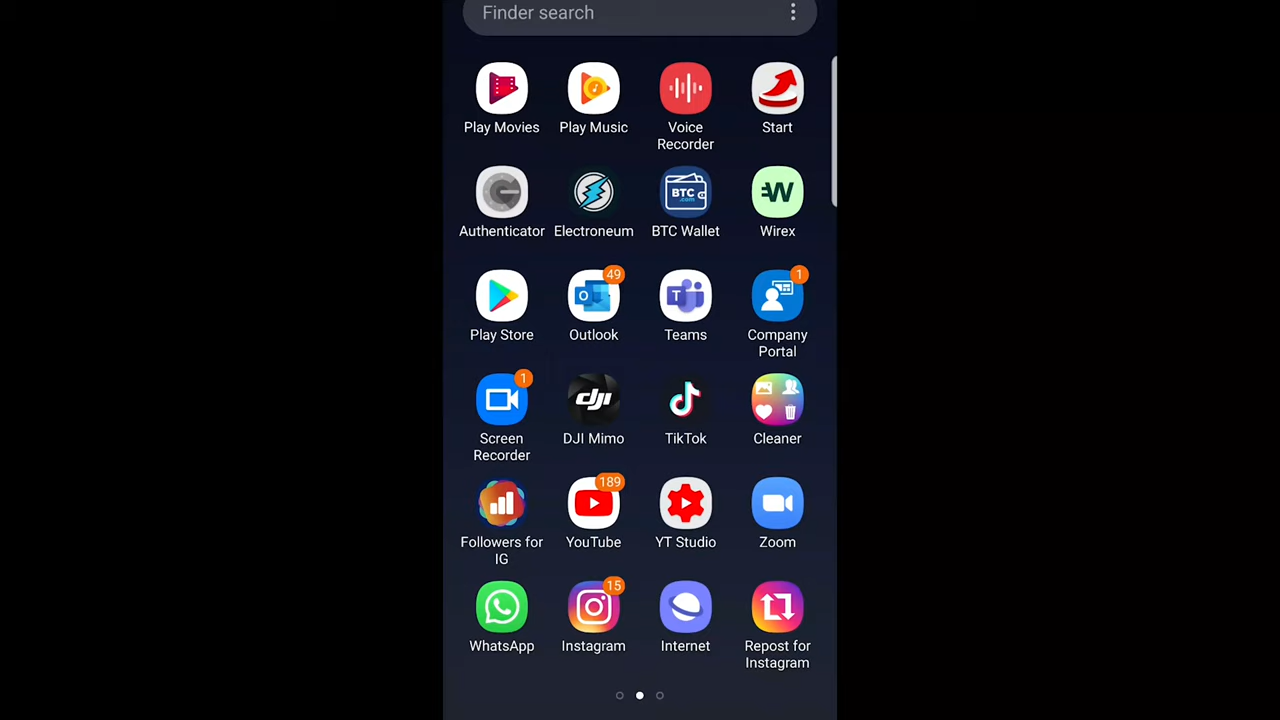 Finder search
Play Movies
Play Music
Voice
Recorder
Start
Authenticator
Electroneum
BTC
.com
BTC Wallet
W
Wirex
Play Store
49
O
Outlook
T
Teams
1
Company
Portal
1
Screen
Recorder
dji
DJI Mimo
TikTok
Cleaner
Followers for
IG
189
YouTube
YT Studio
Zoom
WhatsApp
15
Instagram
Internet
Repost for
Instagram